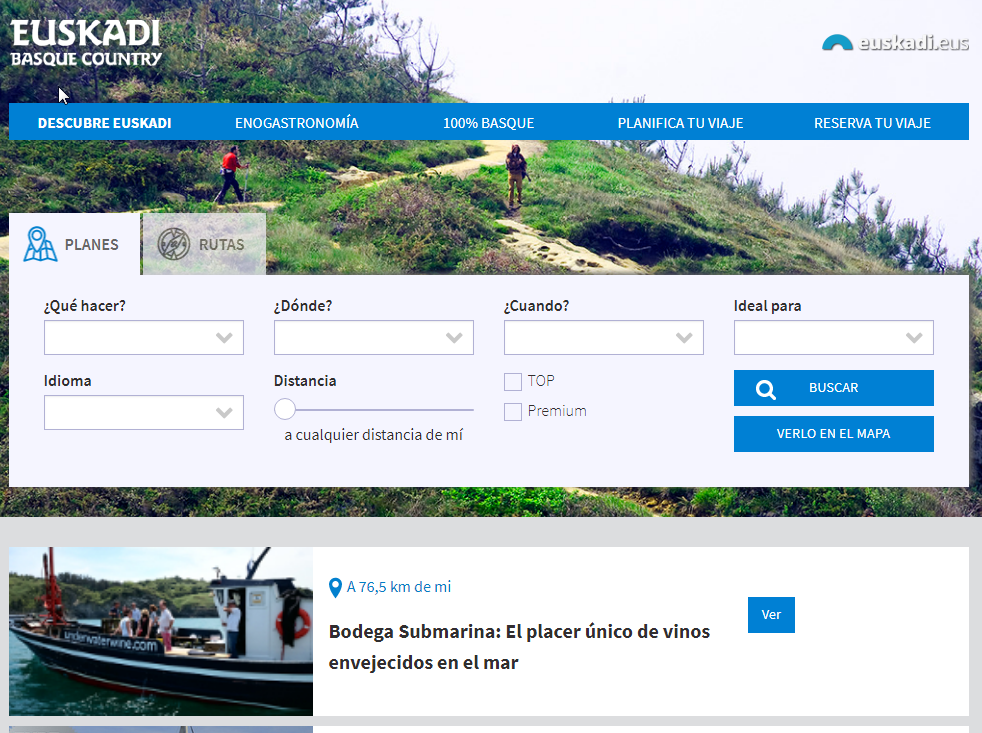 EUSKADI
BASQUE COUNTRY
euskadi.eus
DESCUBRE EUSKADI
ENOGASTRONOMÍA
100% BASQUE
PLANIFICA TU VIAJE
RESERVA TU VIAJE
PLANES
RUTAS
¿Qué hacer?
¿Dónde?
¿Cuando?
Ideal para
Idioma
Distancia
a cualquier distancia de mí
TOP
Premium
BUSCAR
VERLO EN EL MAPA
underwaterwine.com
A 76,5 km de mi
Bodega Submarina: El placer único de vinos
envejecidos en el mar
Ver